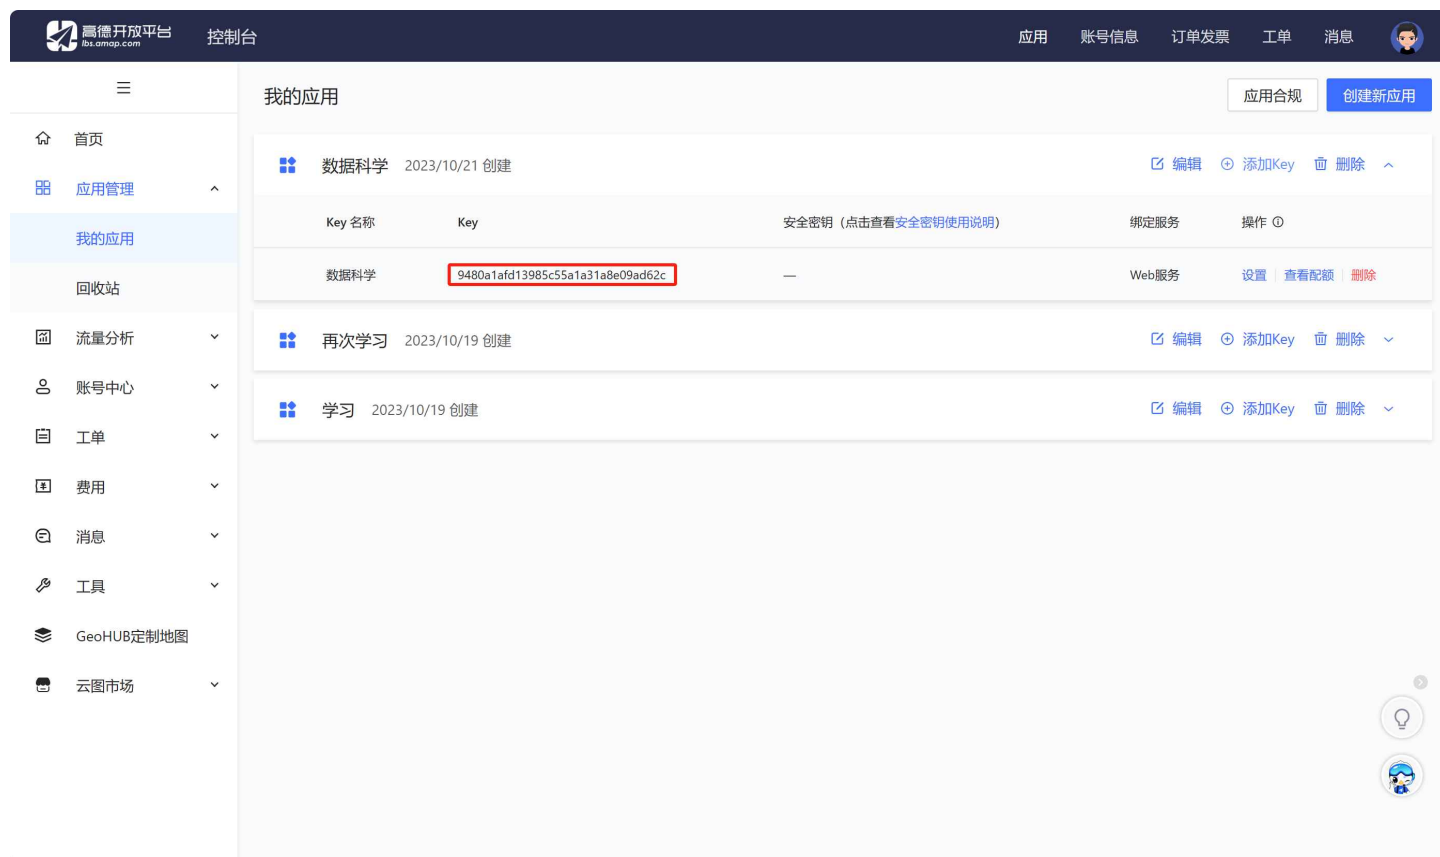 高德开放平台 控制台 应用 账号信息 订单发票 工单 消息
lbs.amap.com
我的应用 应用合规 创建新应用
首页
应用管理
我的应用
回收站
流量分析
账号中心
工单
费用
消息
工具
GeoHUB定制地图
云图市场
数据科学 2023/10/21 创建 编辑 添加Key 删除
Key 名称 Key 安全密钥（点击查看安全密钥使用说明） 绑定服务 操作
数据科学 9480a1afd13985c55a1a31a8e09ad62c — Web服务 设置 查看配额 删除
再次学习 2023/10/19 创建 编辑 添加Key 删除
学习 2023/10/19 创建 编辑 添加Key 删除